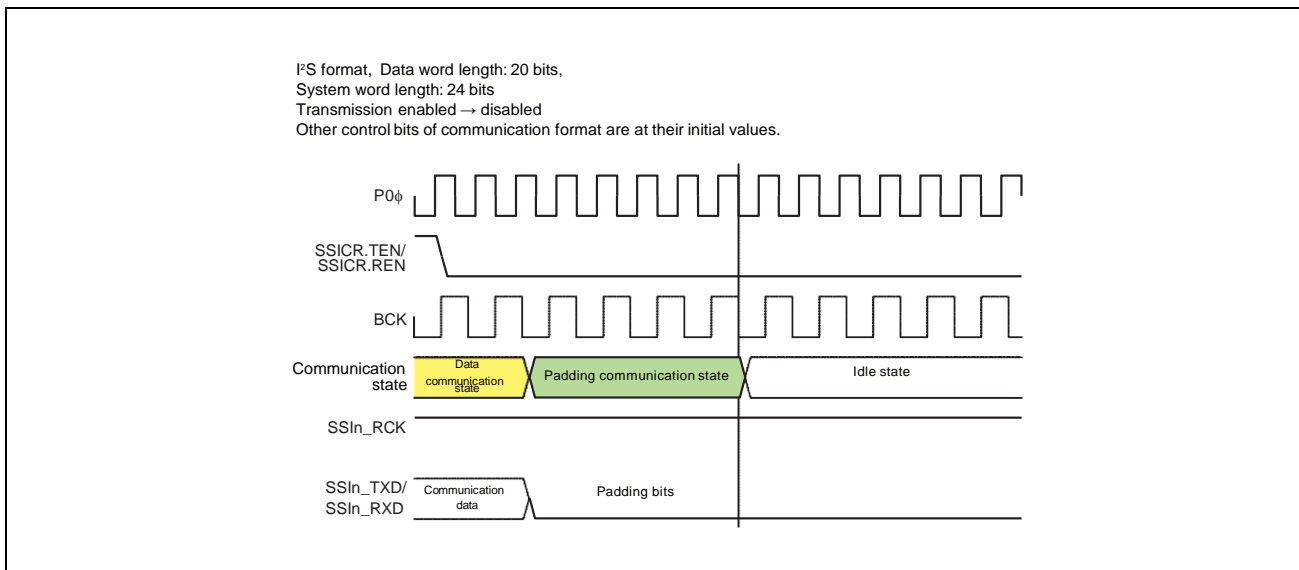 I²S format, Data word length: 20 bits,
System word length: 24 bits
Transmission enabled → disabled
Other control bits of communication format are at their initial values.
P0ϕ
SSICR.TEN/
SSICR.REN
BCK
Communication
state
Data
communication
state
Padding communication state
Idle state
SSIn_RCK
SSIn_TXD/
SSIn_RXD
Communication
data
Padding bits